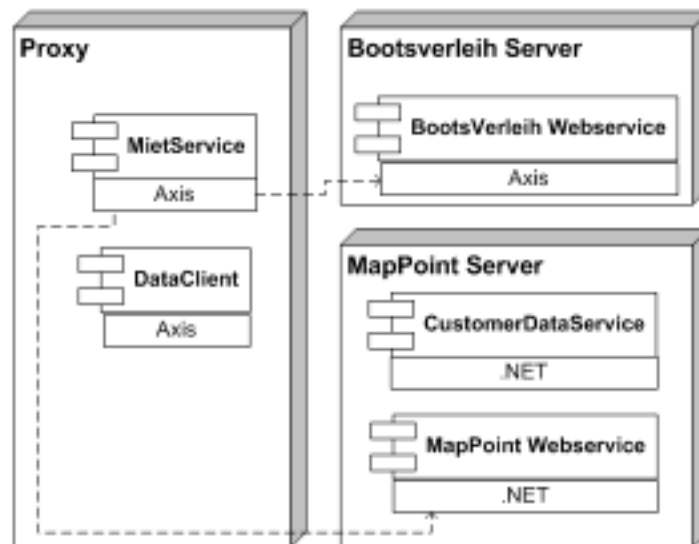 Proxy
MietService
Axis
DataClient
Axis
Bootsverleih Server
BootsVerleih Webservice
Axis
MapPoint Server
CustomerDataService
.NET
MapPoint Webservice
.NET